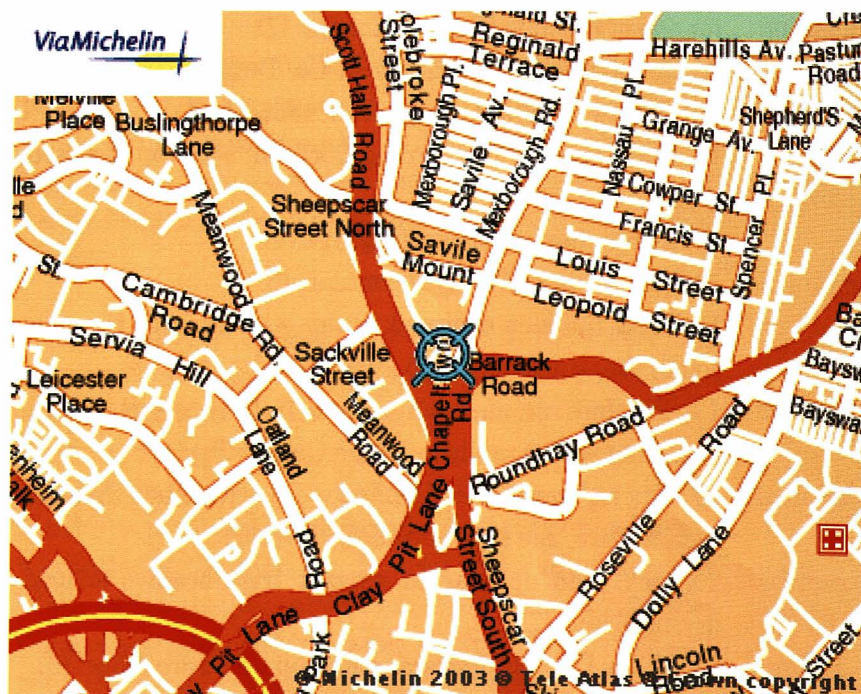 ViaMichelin
Reginald
Terrace
Harehills Av.
Road
Mexborough Pl.
Savile Av.
Mexborough Rd.
Nassau Pl.
Grange Av.
Shepherd'S
Lane
Cowper St.
Francis St.
Spencer Pl.
Scott Hall Road
Street
Melville
Place
Buslingthorpe
Lane
Sheepscar
Street North
Savile
Mount
Louis
Street
Leopold
Street
Meanwood
Rd.
Cambridge
Road
St.
Servia
Hill
Sackville
Street
Leicester
Place
Barrack
Road
Oatland
Lane
Meanwood
Road
Rd
Roundhay Road
Roseville
Road
Dolly Lane
Road
Clay Pit Lane
Pit Lane
Sheepscar
Street South
Lincoln
Road
Street
© Michelin 2003 © Tele Atlas © Crown copyright